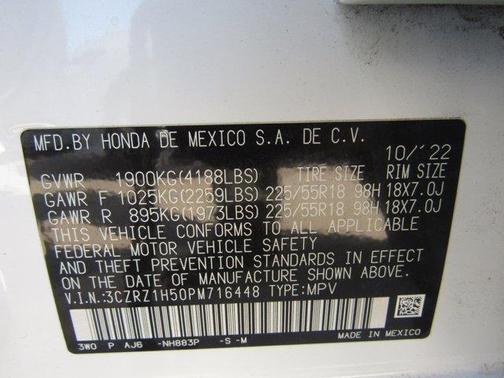 MFD.BY HONDA DE MEXICO S.A. DE C.V.
10/'22
GVWR 1900KG(4188LBS) TIRE SIZE RIM SIZE
GAWR F 1025KG(2259LBS) 225/55R18 98H 18X7.0J
GAWR R 895KG(1973LBS) 225/55R18 98H 18X7.0J
THIS VEHICLE CONFORMS TO ALL APPLICABLE
FEDERAL MOTOR VEHICLE SAFETY
AND THEFT PREVENTION STANDARDS IN EFFECT ON THE
DATE OF MANUFACTURE SHOWN ABOVE.
V.I.N:3CZRZ1H50PM716448 TYPE:MPV
3W0 P AJ6 -NH883P -S -M
MADE IN MEXICO